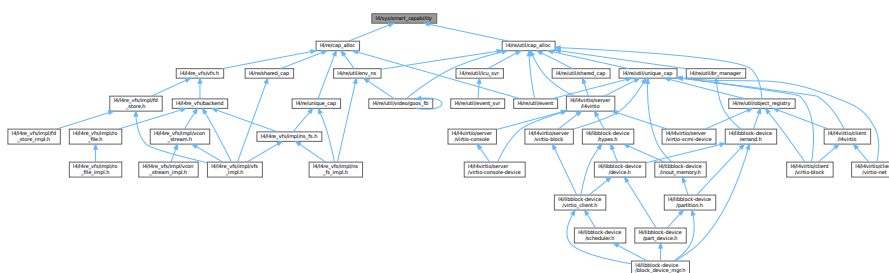 l4/sys/smart_capability
l4/re/cap_alloc
l4/re/util/cap_alloc
l4/l4re_vfs/vfs.h
l4/re/shared_cap
l4/re/util/env_ns
l4/re/util/icu_svr
l4/re/util/shared_cap
l4/re/util/unique_cap
l4/re/util/br_manager
l4/l4re_vfs/impl/fd
_store.h
l4/l4re_vfs/backend
l4/re/unique_cap
l4/re/util/video/goos_fb
l4/re/util/event_svr
l4/re/util/event
l4/l4virtio/server
/l4virtio
l4/re/util/object_registry
l4/l4re_vfs/impl/fd
_store_impl.h
l4/l4re_vfs/impl/ro
_file.h
l4/l4re_vfs/impl/vcon
_stream.h
l4/l4re_vfs/impl/ns_fs.h
l4/l4virtio/server
/virtio-console
l4/l4virtio/server
/virtio-block
l4/libblock-device
/types.h
l4/l4virtio/server
/virtio-scmi-device
l4/libblock-device
/errand.h
l4/l4virtio/client
/l4virtio
l4/l4re_vfs/impl/ro
_file_impl.h
l4/l4re_vfs/impl/vcon
_stream_impl.h
l4/l4re_vfs/impl/vfs
_impl.h
l4/l4re_vfs/impl/ns
_fs_impl.h
l4/l4virtio/server
/virtio-console-device
l4/libblock-device
/device.h
l4/libblock-device
/inout_memory.h
l4/l4virtio/client
/virtio-block
l4/l4virtio/client
/virtio-net
l4/libblock-device
/virtio_client.h
l4/libblock-device
/partition.h
l4/libblock-device
/scheduler.h
l4/libblock-device
/part_device.h
l4/libblock-device
/block_device_mgr.h